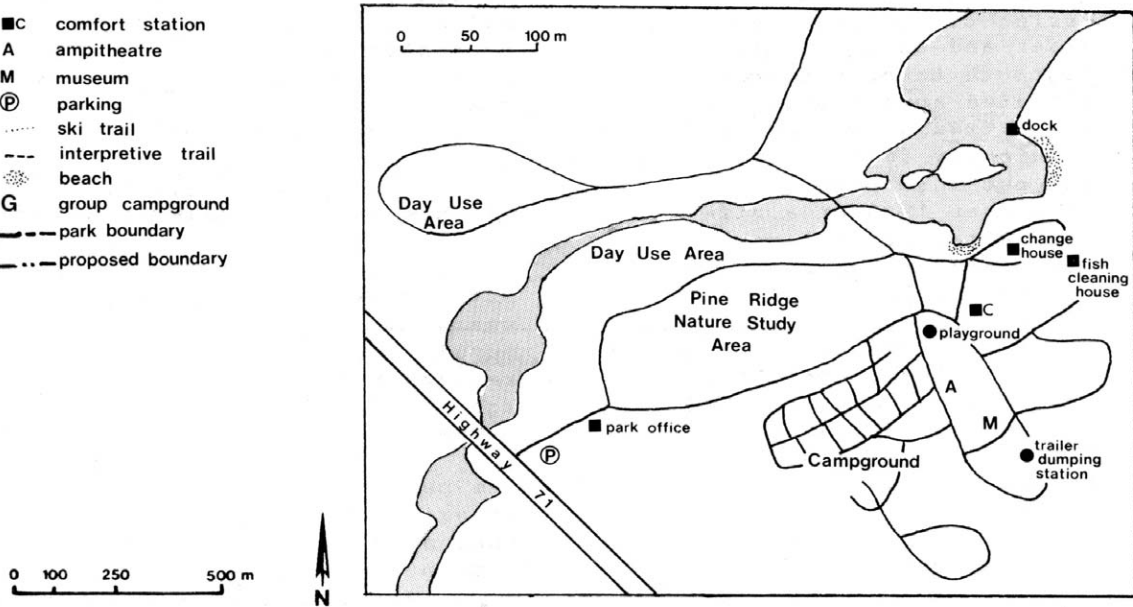 ■C comfort station
A ampitheatre
M museum
Ⓟ parking
ski trail
interpretive trail
beach
G group campground
park boundary
proposed boundary
0 100 250 500 m
N
0 50 100 m
dock
Day Use
Area
Day Use Area
change
house
fish
cleaning
house
Pine Ridge
Nature Study
Area
C
playground
A
M
park office
P
Highway 71
Campground
trailer
dumping
station